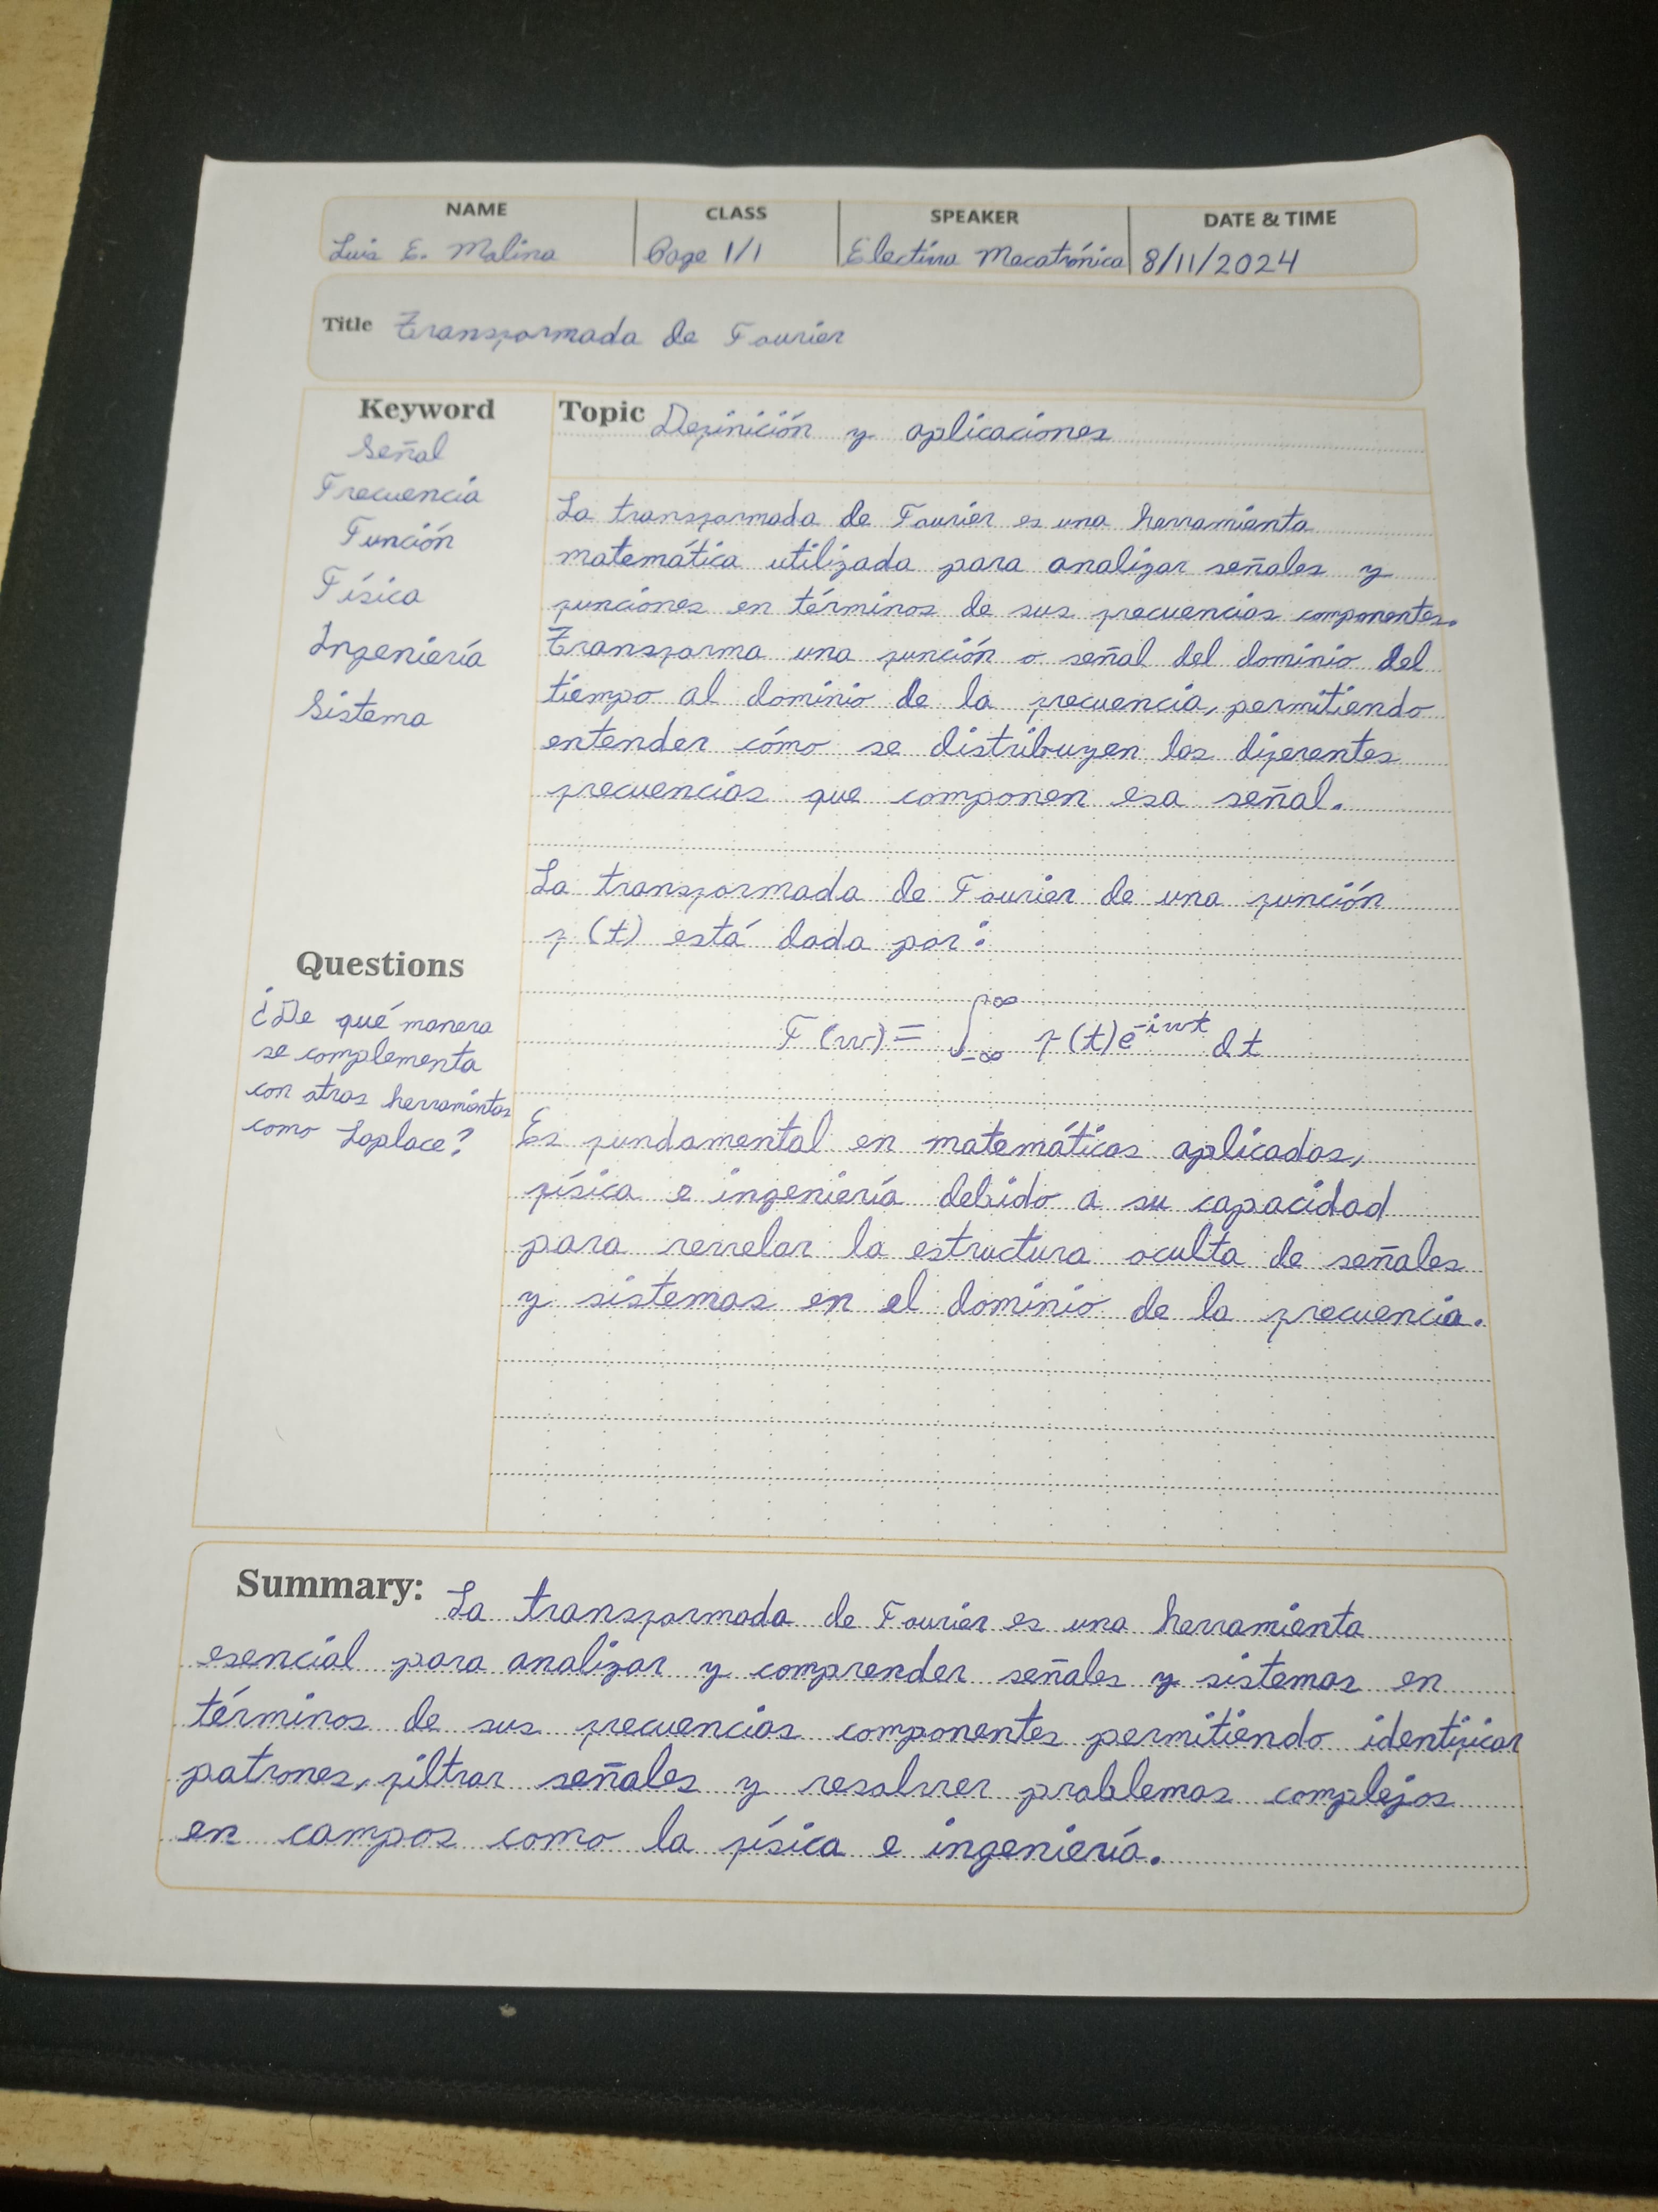 NAME CLASS SPEAKER DATE & TIME
Luis E. Molina Page 1/1 Electiva Mecatrónica 8/11/2024
Title Transformada de Fourier
Keyword
Señal
Frecuencia
Función
Física
Ingeniería
Sistema
Questions
¿De qué manera
se complementa
con otras herramientas
como Laplace?
Topic Definición y aplicaciones
La transformada de Fourier es una herramienta
matemática utilizada para analizar señales y
funciones en términos de sus frecuencias componentes.
Transforma una función o señal del dominio del
tiempo al dominio de la frecuencia, permitiendo
entender cómo se distribuyen las diferentes
frecuencias que componen esa señal.
La transformada de Fourier de una función
f(t) está dada por:
F(w) = ∫_{-∞}^{∞} f(t)e^{-iwt} dt
Es fundamental en matemáticas aplicadas,
física e ingeniería debido a su capacidad
para revelar la estructura oculta de señales
y sistemas en el dominio de la frecuencia.
Summary: La transformada de Fourier es una herramienta
esencial para analizar y comprender señales y sistemas en
términos de sus frecuencias componentes permitiendo identificar
patrones, filtrar señales y resolver problemas complejos
en campos como la física e ingeniería.